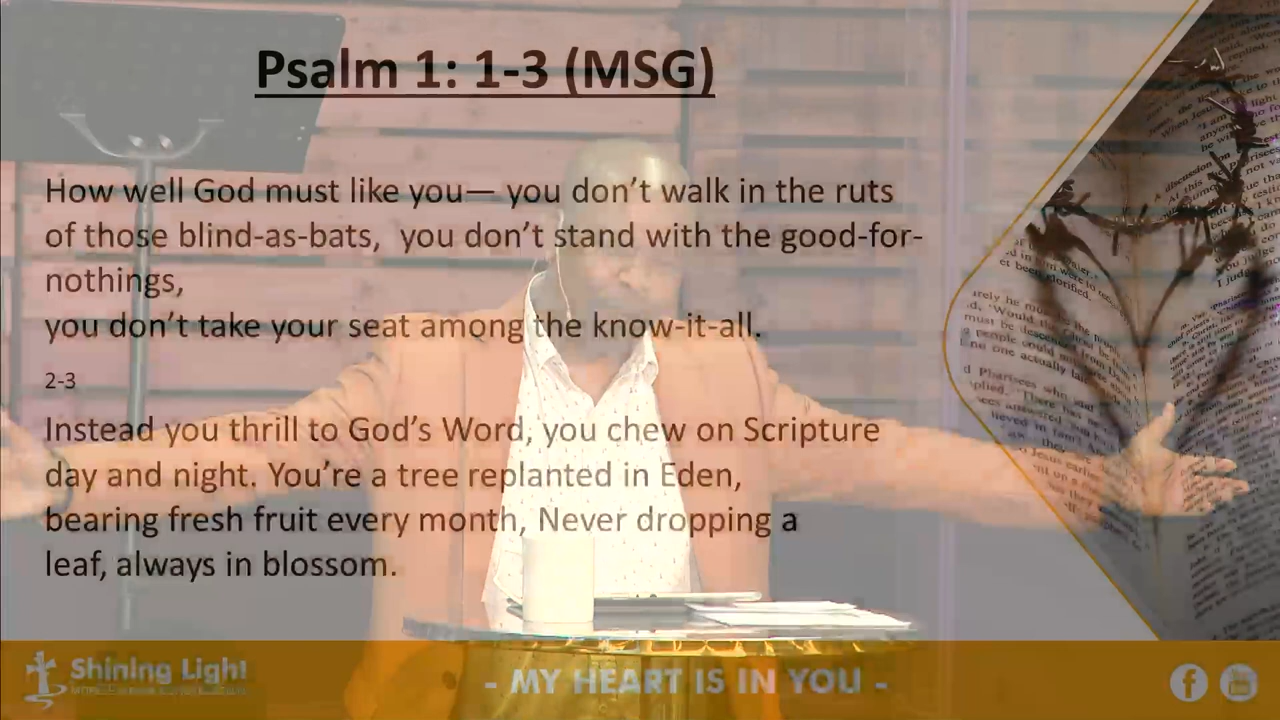 Psalm 1: 1-3 (MSG)
How well God must like you— you don’t walk in the ruts
of those blind-as-bats, you don’t stand with the good-for-
nothings,
you don’t take your seat among the know-it-all.
2-3
Instead you thrill to God’s Word, you chew on Scripture
day and night. You’re a tree replanted in Eden,
bearing fresh fruit every month, Never dropping a
leaf, always in blossom.
Shining Light
- MY HEART IS IN YOU -